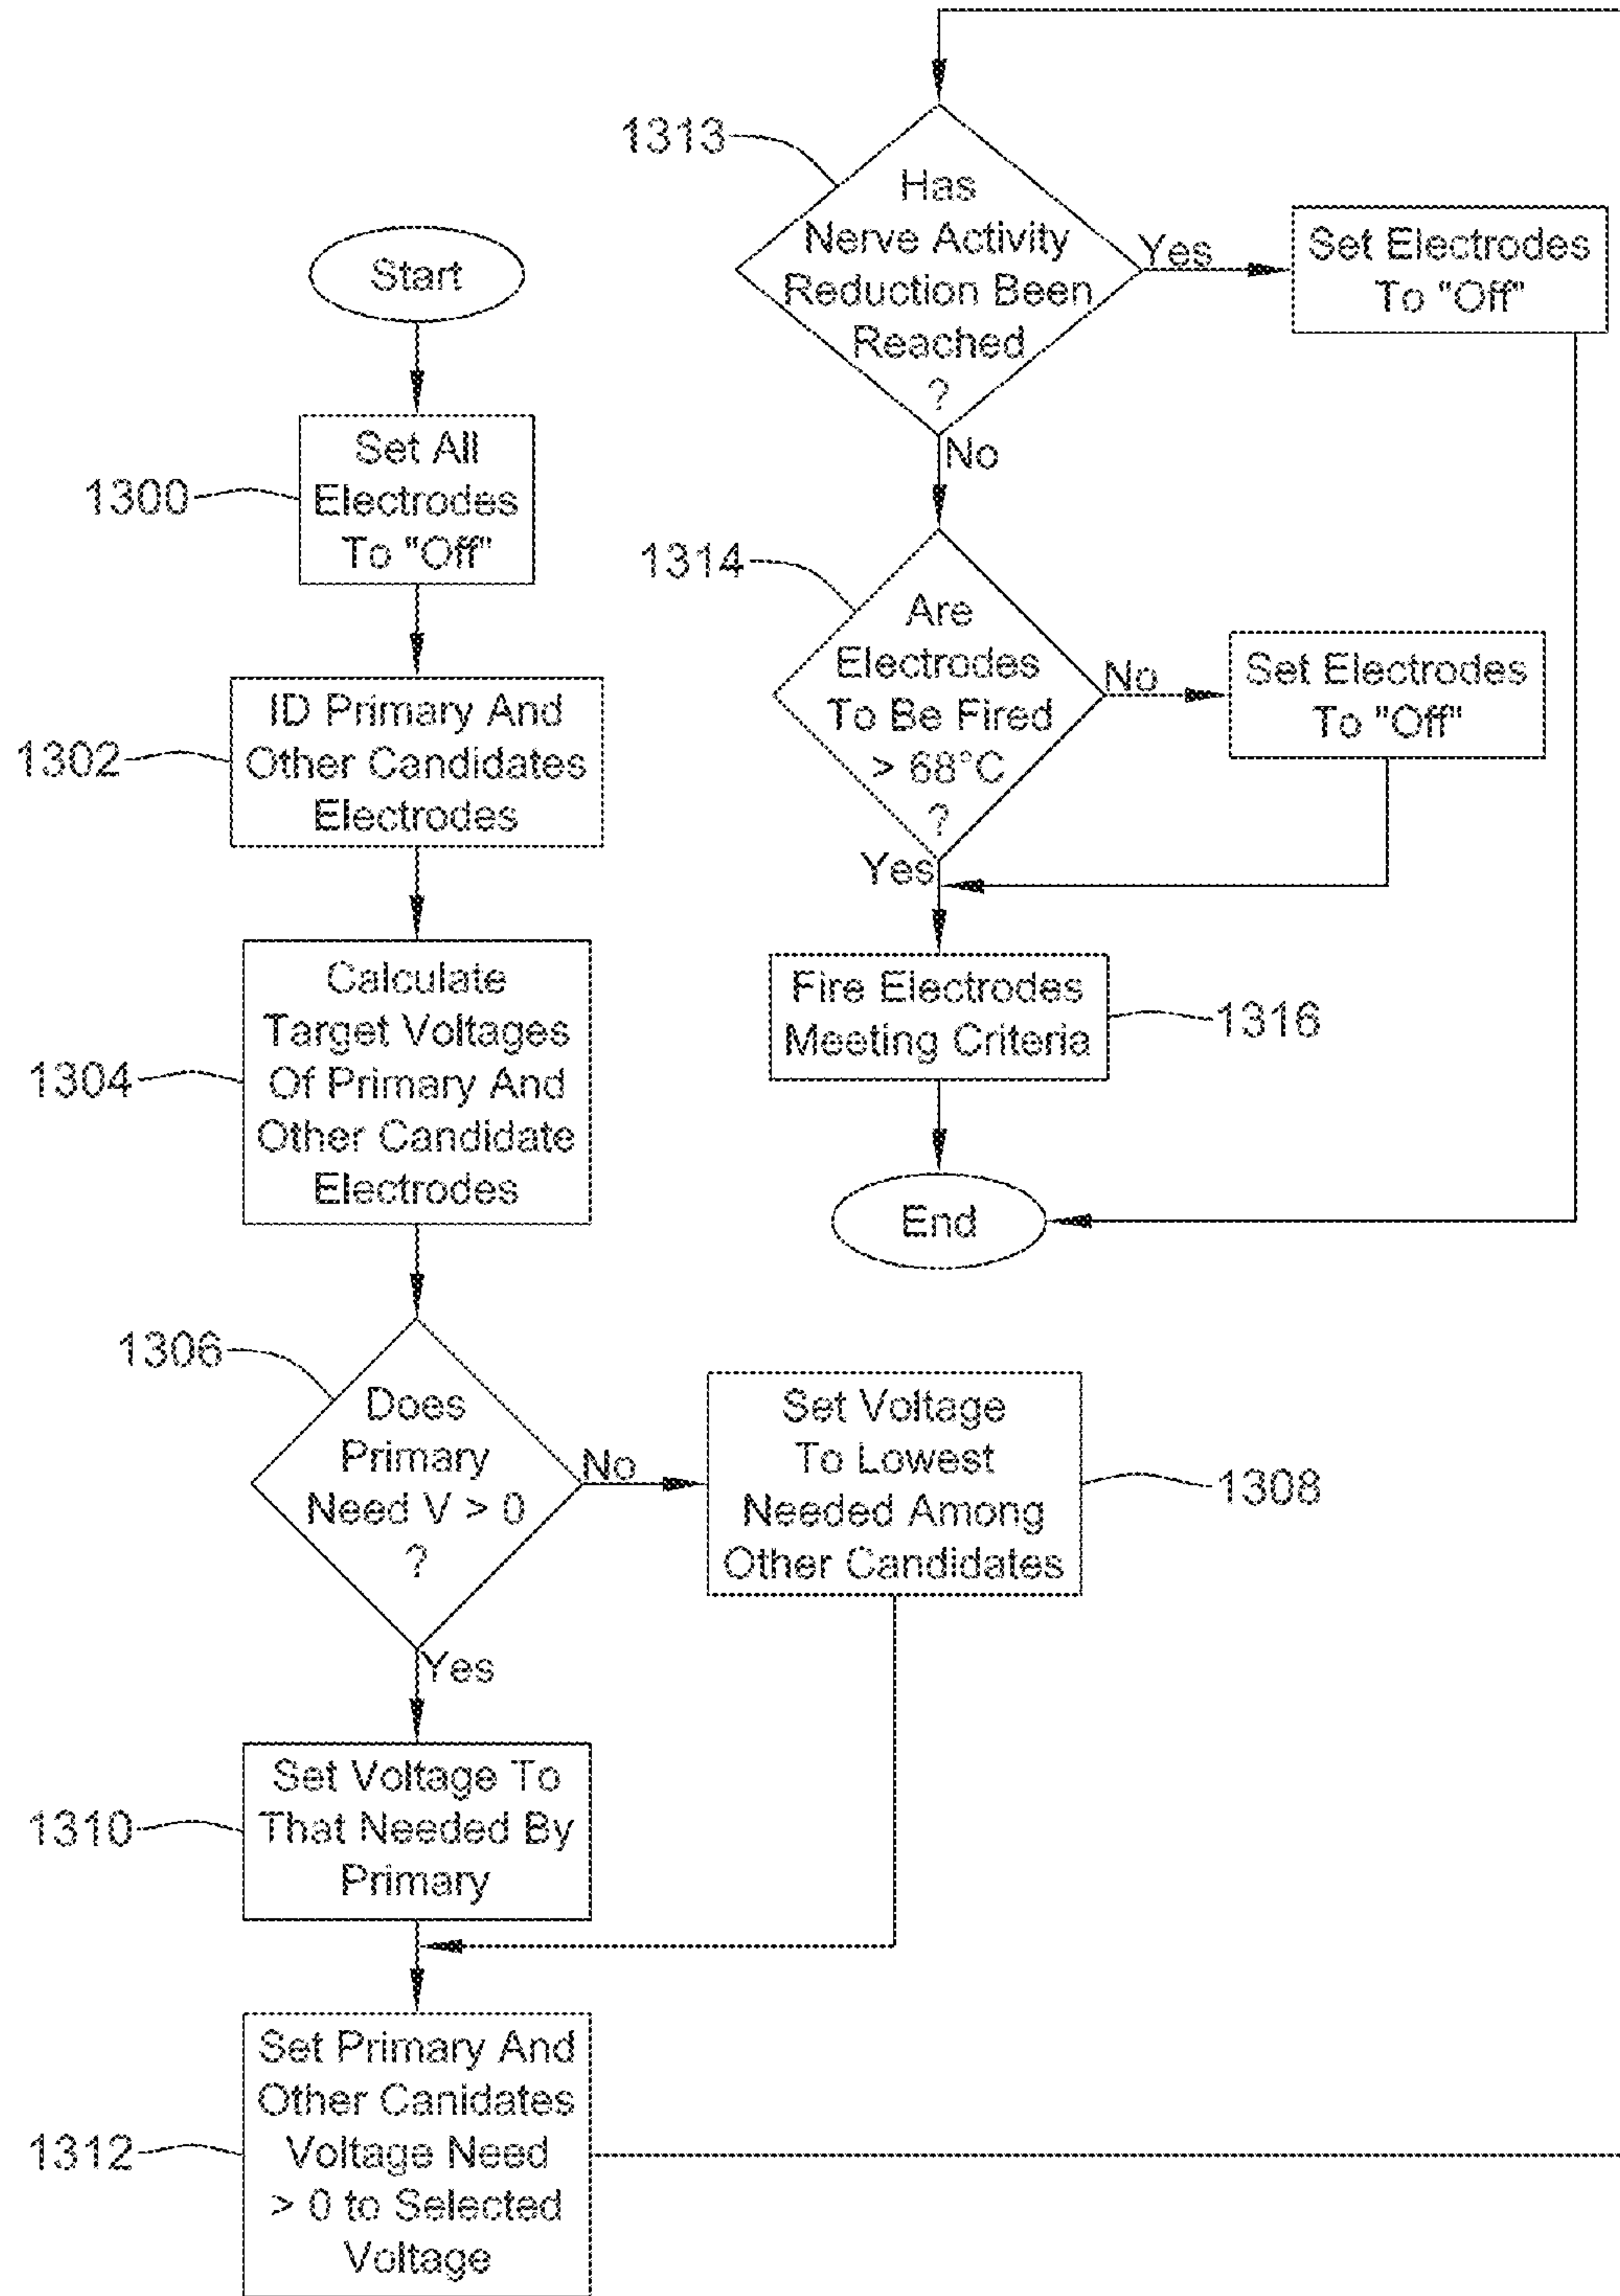 Start
1300
Set All
Electrodes
To "Off"
1302
ID Primary And
Other Candidates
Electrodes
1304
Calculate
Target Voltages
Of Primary And
Other Candidate
Electrodes
1306
Does
Primary
Need V > 0
?
No
Set Voltage
To Lowest
Needed Among
Other Candidates
1308
Yes
1310
Set Voltage To
That Needed By
Primary
1312
Set Primary And
Other Canidates
Voltage Need
> 0 to Selected
Voltage
1313
Has
Nerve Activity
Reduction Been
Reached
?
Yes
Set Electrodes
To "Off"
No
1314
Are
Electrodes
To Be Fired
> 68°C
?
No
Set Electrodes
To "Off"
Yes
Fire Electrodes
Meeting Criteria
1316
End